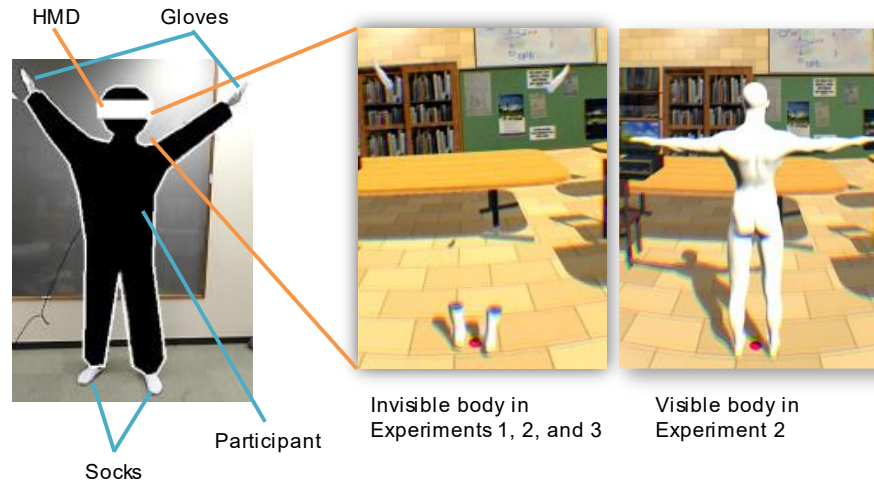 HMD
Gloves
Participant
Socks
Invisible body in
Experiments 1, 2, and 3
Visible body in
Experiment 2